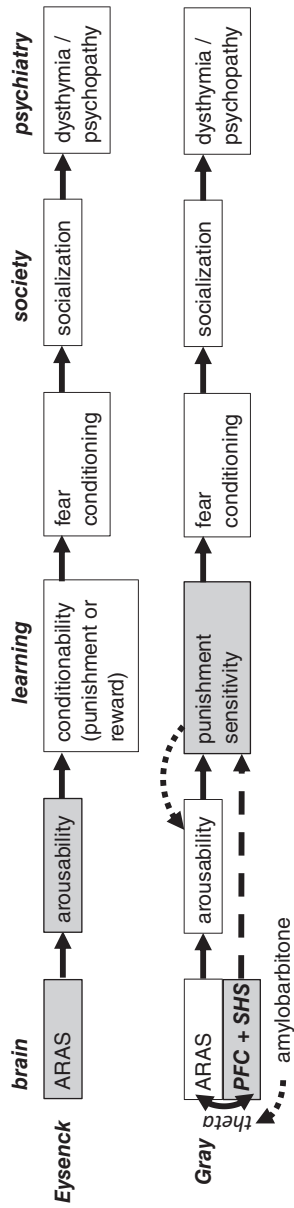 brain learning society psychiatry
Eysenck
ARAS
arousability
conditionability
(punishment or
reward)
fear
conditioning
socialization
dysthymia /
psychopathy
Gray
ARAS
PFC + SHS
theta
amylobarbitone
arousability
punishment
sensitivity
fear
conditioning
socialization
dysthymia /
psychopathy